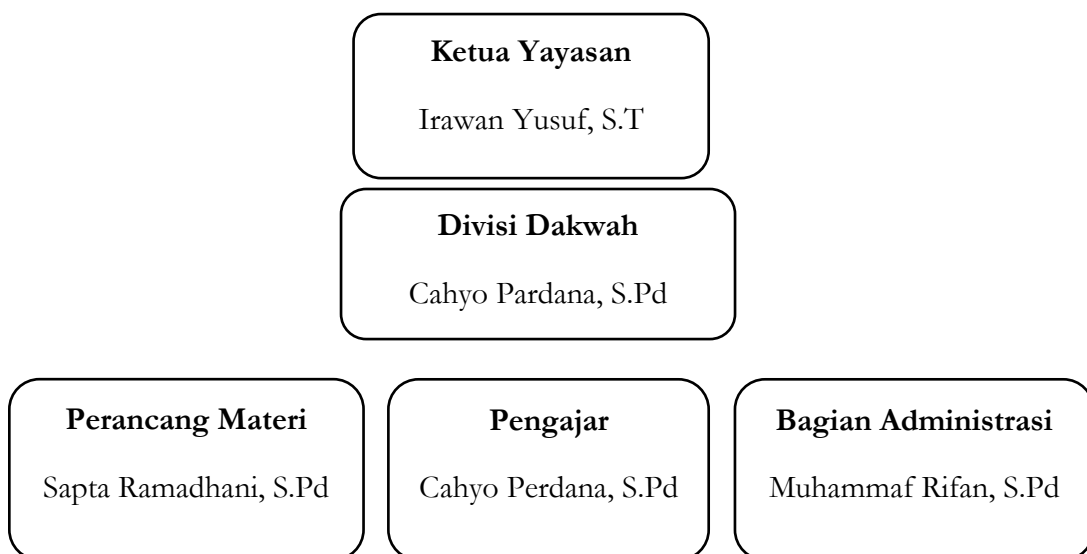 Ketua Yayasan
Irawan Yusuf, S.T
Divisi Dakwah
Cahyo Pardana, S.Pd
Perancang Materi
Sapta Ramadhani, S.Pd
Pengajar
Cahyo Perdana, S.Pd
Bagian Administrasi
Muhammaf Rifan, S.Pd